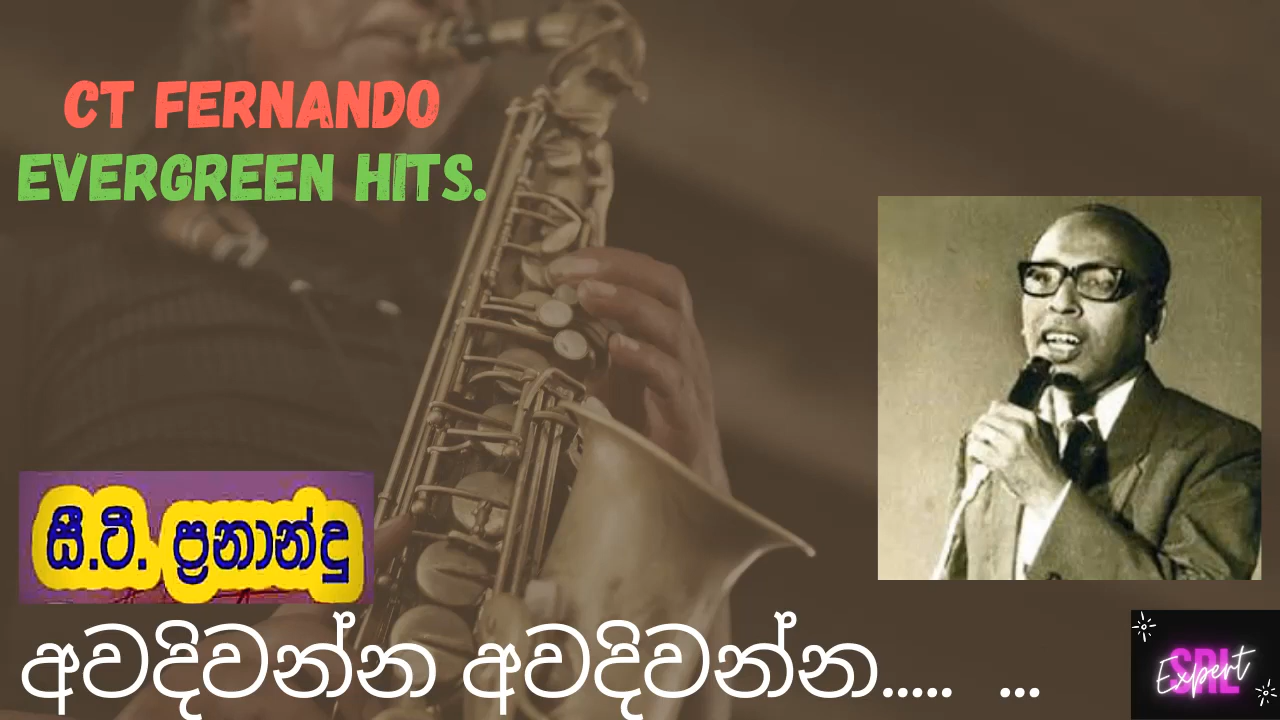 CT FERNANDO
EVERGREEN HITS.
සී.ටී. ප්‍රනාන්දු
අවදිවන්න අවදිවන්න..... ...
SRL
Expert